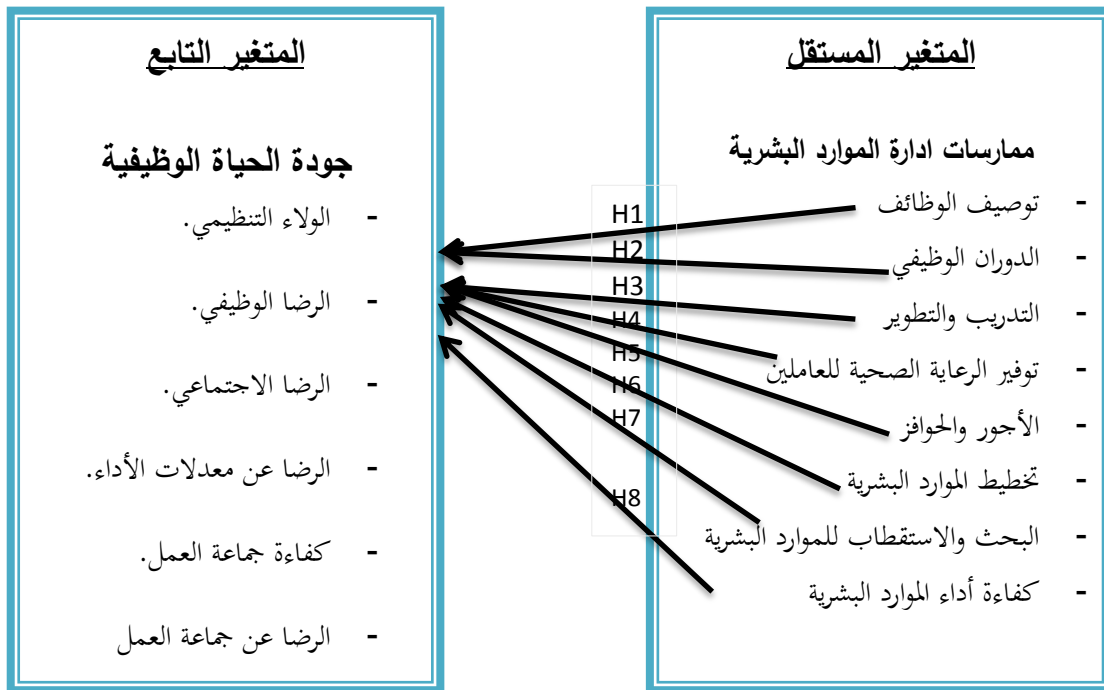 المتغير المستقل
ممارسات ادارة الموارد البشرية
- توصيف الوظائف
- الدوران الوظيفي
- التدريب والتطوير
- توفير الرعاية الصحية للعاملين
- الأجور والحوافز
- تخطيط الموارد البشرية
- البحث والاستقطاب للموارد البشرية
- كفاءة أداء الموارد البشرية
H1
H2
H3
H4
H5
H6
H7
H8
المتغير التابع
جودة الحياة الوظيفية
- الولاء التنظيمي.
- الرضا الوظيفي.
- الرضا الاجتماعي.
- الرضا عن معدلات الأداء.
- كفاءة جماعة العمل.
- الرضا عن جماعة العمل